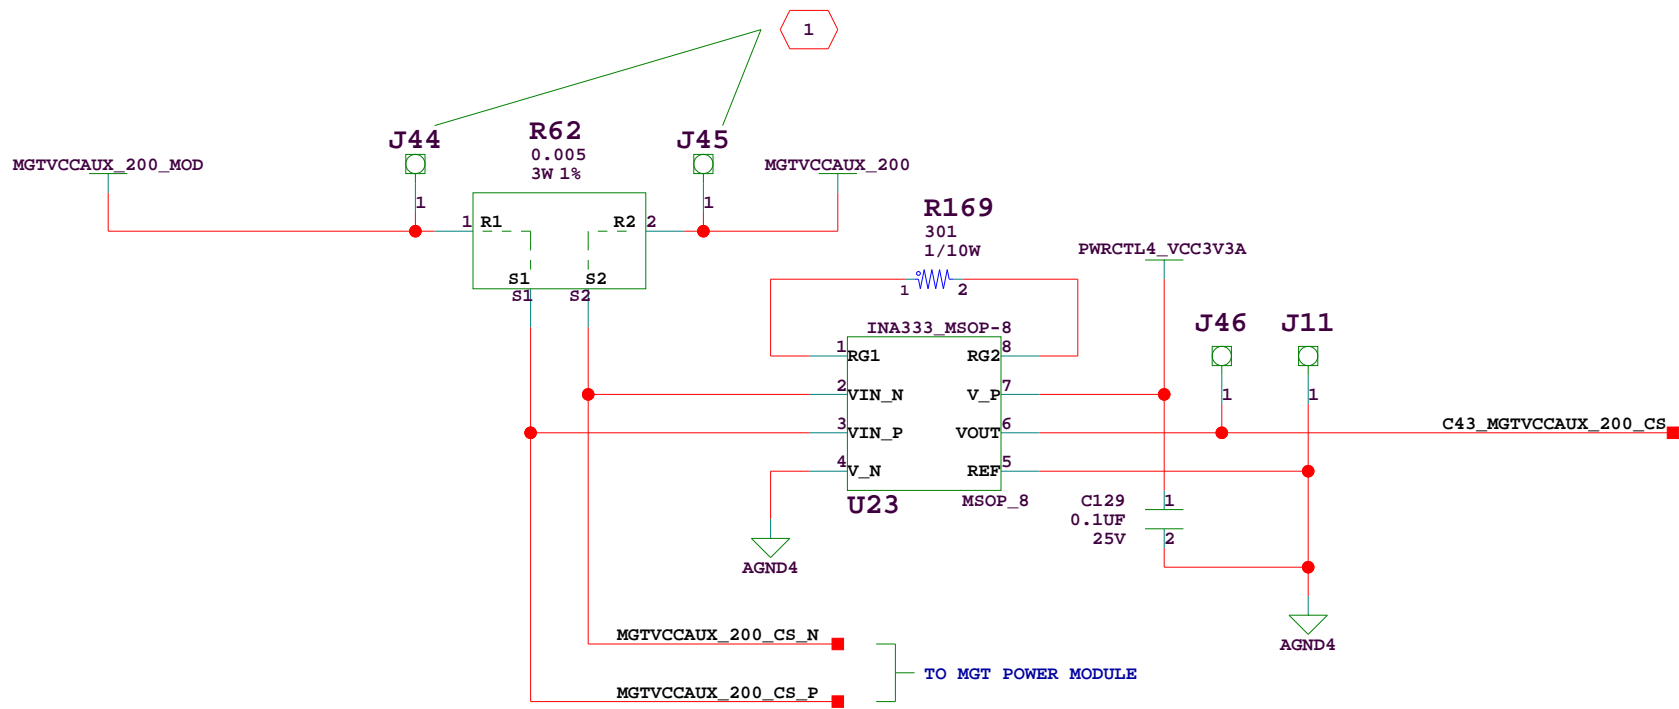 1
J44
R62
0.005
3W 1%
J45
MGTVCCAUX_200_MOD
MGTVCCAUX_200
1
1
1
R1
R2
2
S1
S2
S1
S2
R169
301
1/10W
1
2
PWRCTL4_VCC3V3A
INA333_MSOP-8
J46
J11
1
RG1
RG2
8
2
VIN_N
V_P
7
1
1
3
VIN_P
VOUT
6
C43_MGTVCCAUX_200_CS
4
V_N
REF
5
U23
MSOP_8
C129
0.1UF
25V
1
2
AGND4
AGND4
MGTVCCAUX_200_CS_N
TO MGT POWER MODULE
MGTVCCAUX_200_CS_P